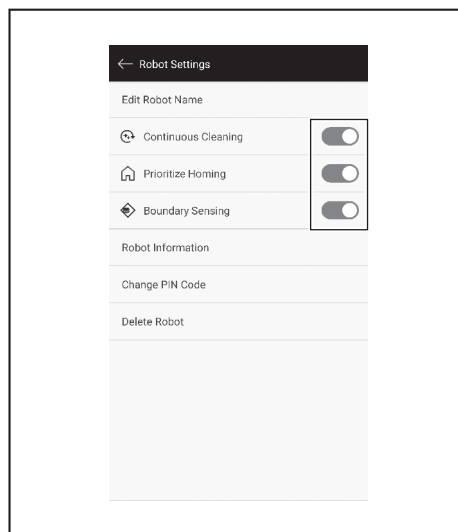 Robot Settings
Edit Robot Name
Continuous Cleaning
Prioritize Homing
Boundary Sensing
Robot Information
Change PIN Code
Delete Robot